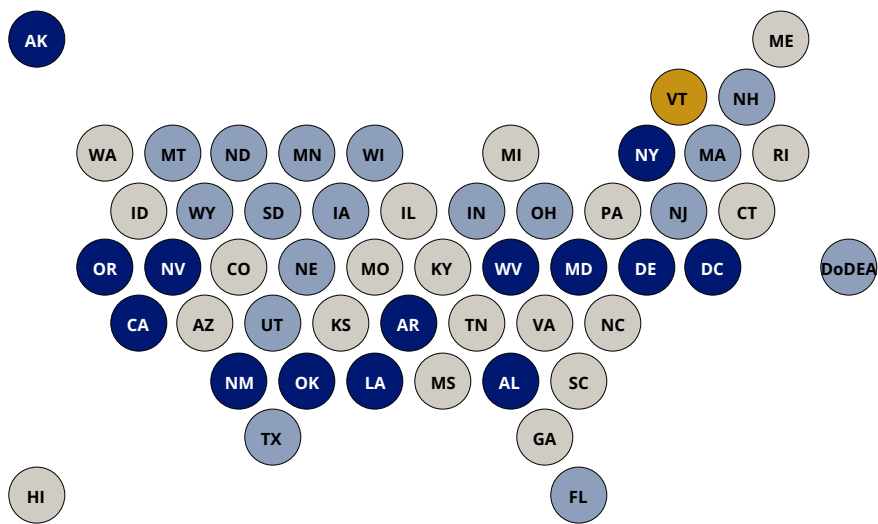 AK ME
VT NH
WA MT ND MN WI MI NY MA RI
ID WY SD IA IL IN OH PA NJ CT
OR NV CO NE MO KY WV MD DE DC DoDEA
CA AZ UT KS AR TN VA NC
NM OK LA MS AL SC
TX GA
HI FL